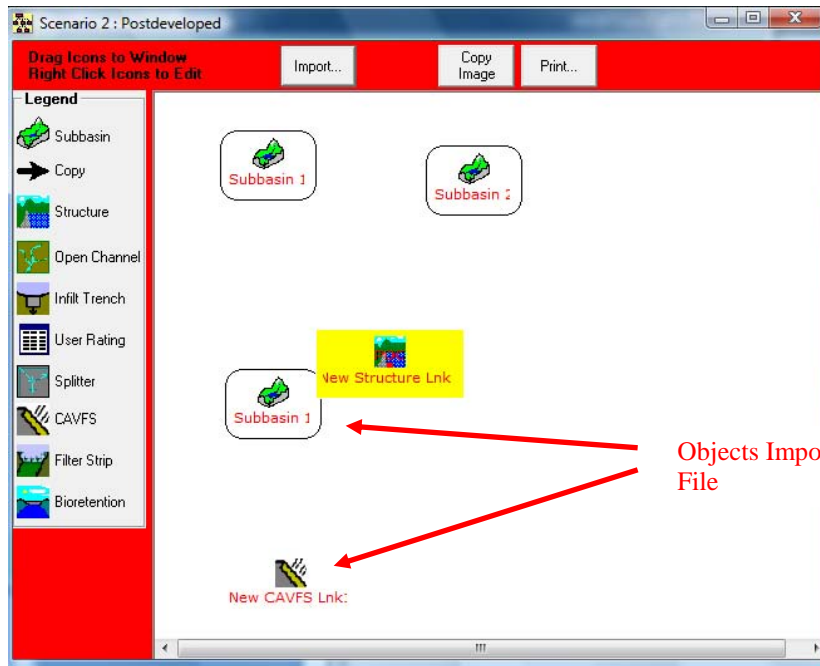 Scenario 2 : Postdeveloped
Drag Icons to Window
Right Click Icons to Edit
Import...
Copy
Image
Print...
Legend
Subbasin
Copy
Structure
Open Channel
Infilt Trench
User Rating
Splitter
CAVFS
Filter Strip
Bioretention
Subbasin 1
Subbasin 2
New Structure Lnk
Subbasin 1
Objects Impo
File
New CAVFS Lnk: